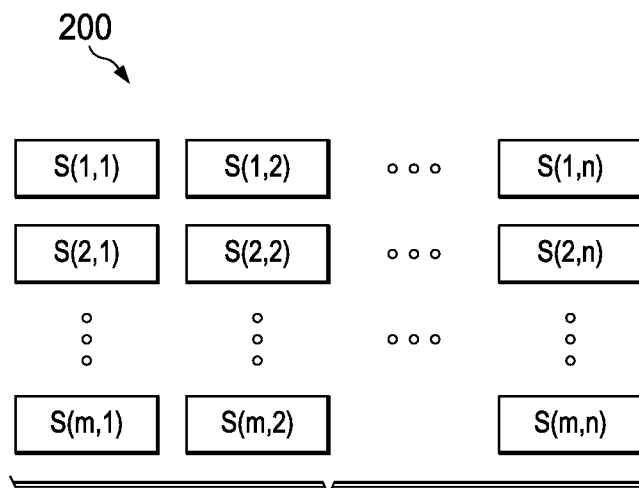 200
S(1,1) S(1,2) S(1,n)
S(2,1) S(2,2) S(2,n)
S(m,1) S(m,2) S(m,n)